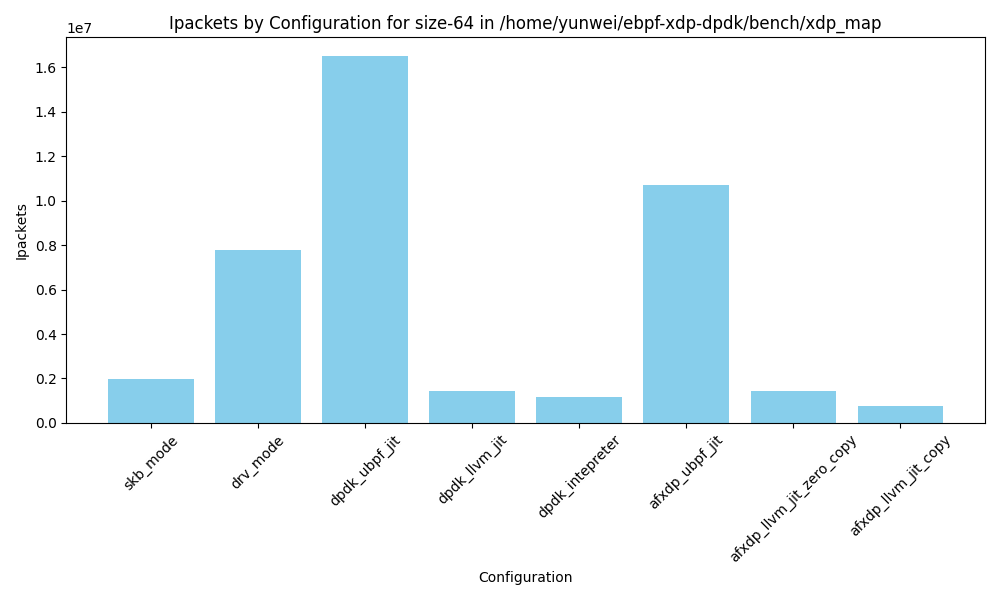 Ipackets by Configuration for size-64 in /home/yunwei/ebpf-xdp-dpdk/bench/xdp_map
1e7
1.6
1.4
1.2
1.0
0.8
0.6
0.4
0.2
0.0
Ipackets
skb_mode
drv_mode
dpdk_ubpf_jit
dpdk_llvm_jit
dpdk_intepreter
afxdp_ubpf_jit
afxdp_llvm_jit_zero_copy
afxdp_llvm_jit_copy
Configuration